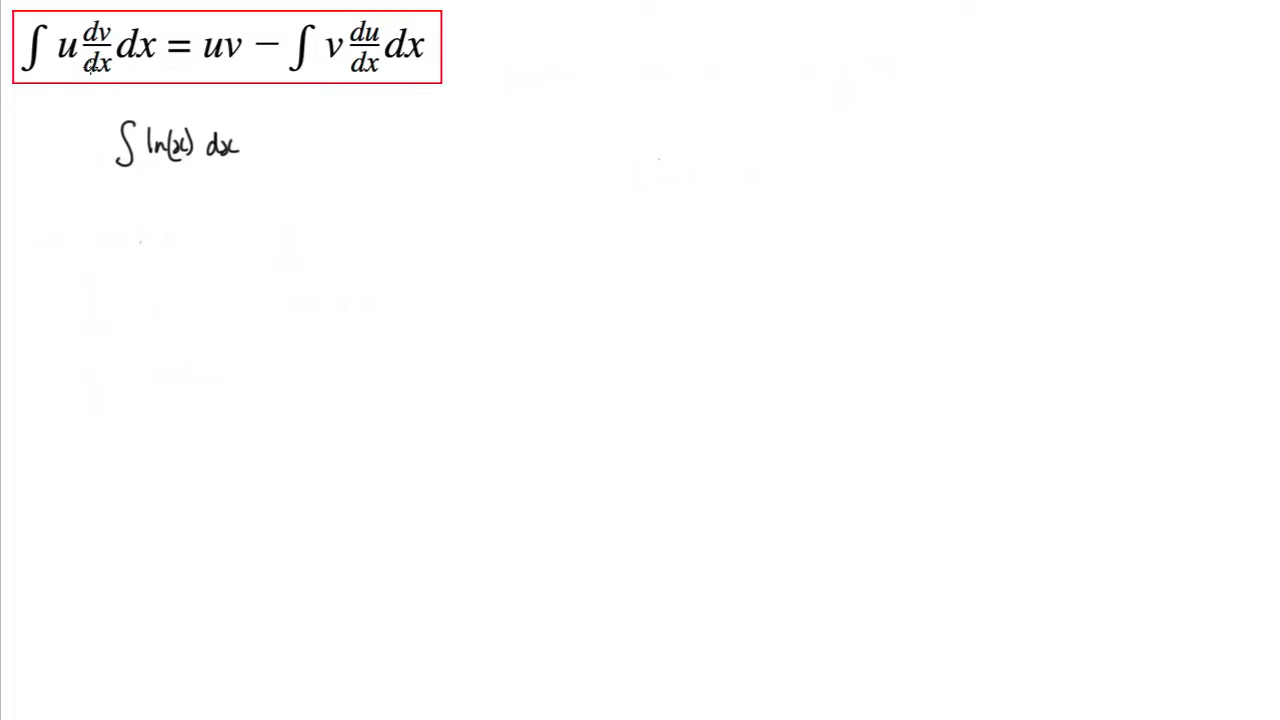 ∫ u dv/dx dx = uv − ∫ v du/dx dx
∫ ln(x) dx